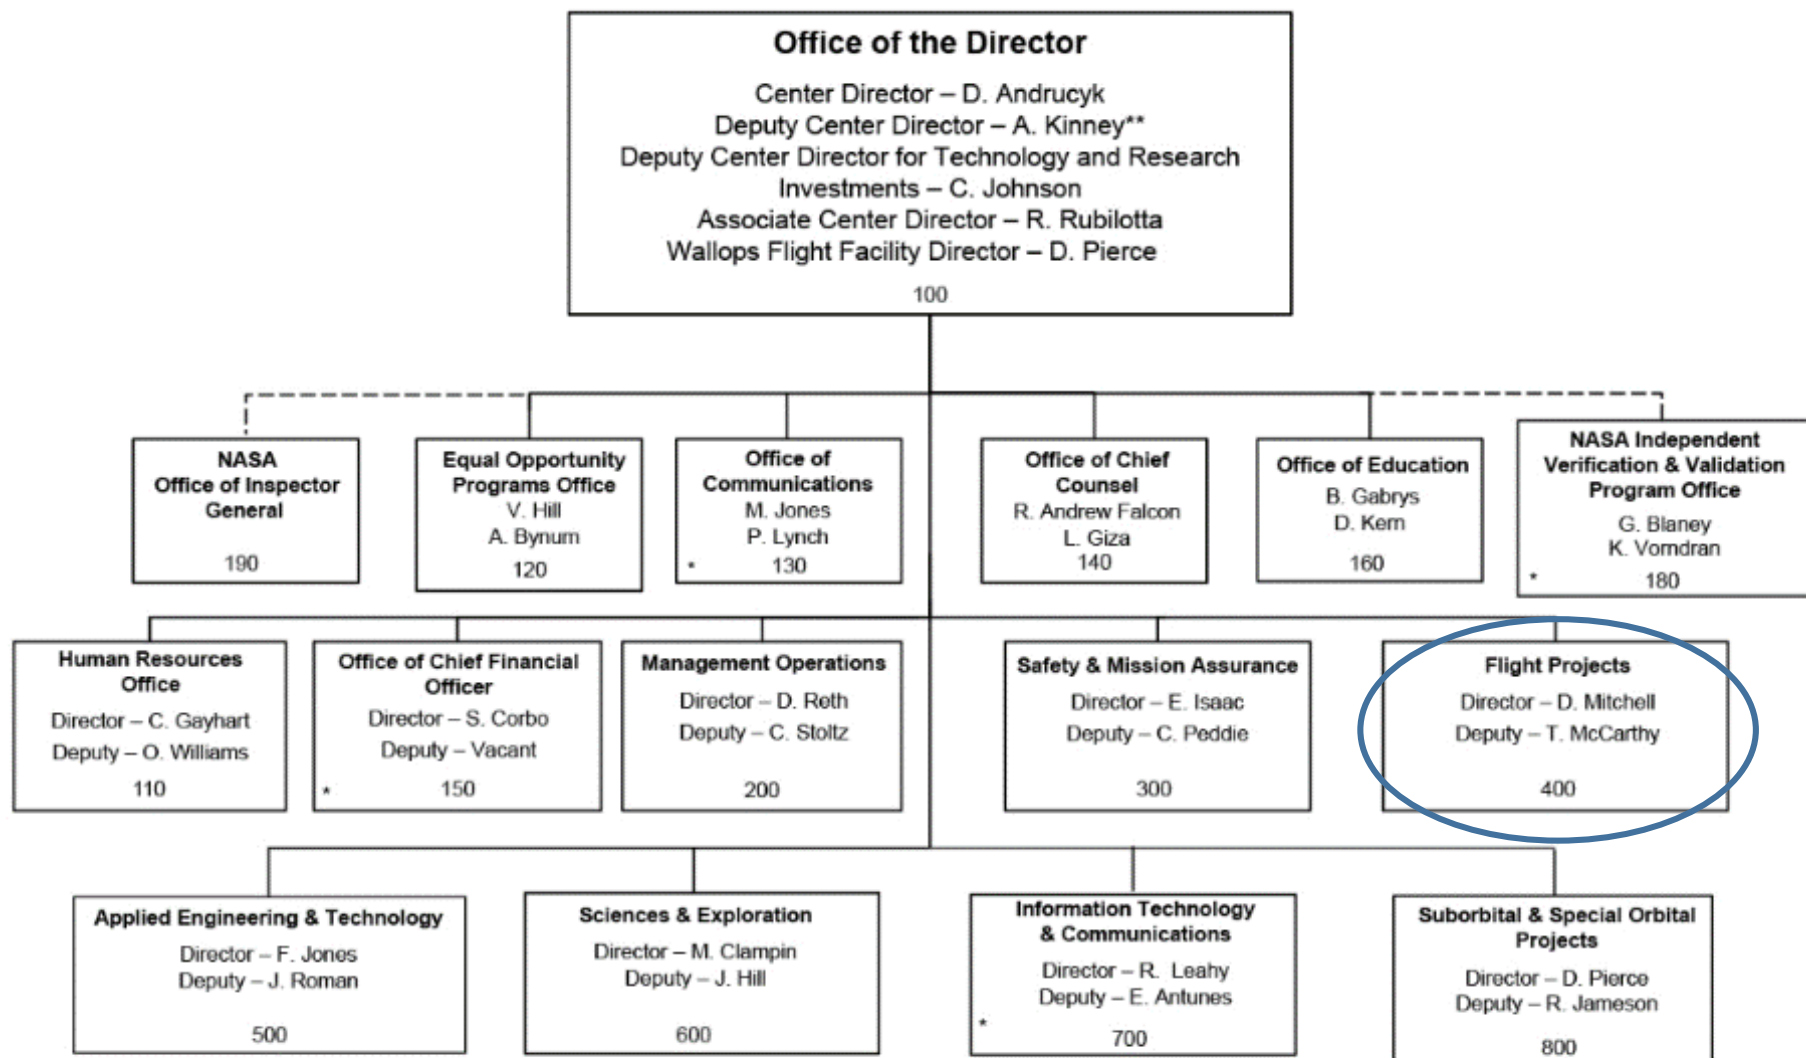 Office of the Director
Center Director – D. Andrucyk
Deputy Center Director – A. Kinney**
Deputy Center Director for Technology and Research
Investments – C. Johnson
Associate Center Director – R. Rubilotta
Wallops Flight Facility Director – D. Pierce
100
NASA
Office of Inspector
General
190
Equal Opportunity
Programs Office
V. Hill
A. Bynum
120
Office of
Communications
M. Jones
P. Lynch
* 130
Office of Chief
Counsel
R. Andrew Falcon
L. Giza
140
Office of Education
B. Gabrys
D. Kern
160
NASA Independent
Verification & Validation
Program Office
G. Blaney
K. Vorndran
* 180
Human Resources
Office
Director – C. Gayhart
Deputy – O. Williams
110
Office of Chief Financial
Officer
Director – S. Corbo
Deputy – Vacant
* 150
Management Operations
Director – D. Reth
Deputy – C. Stoltz
200
Safety & Mission Assurance
Director – E. Isaac
Deputy – C. Peddie
300
Flight Projects
Director – D. Mitchell
Deputy – T. McCarthy
400
Applied Engineering & Technology
Director – F. Jones
Deputy – J. Roman
500
Sciences & Exploration
Director – M. Clampin
Deputy – J. Hill
600
Information Technology
& Communications
Director – R. Leahy
Deputy – E. Antunes
* 700
Suborbital & Special Orbital
Projects
Director – D. Pierce
Deputy – R. Jameson
800